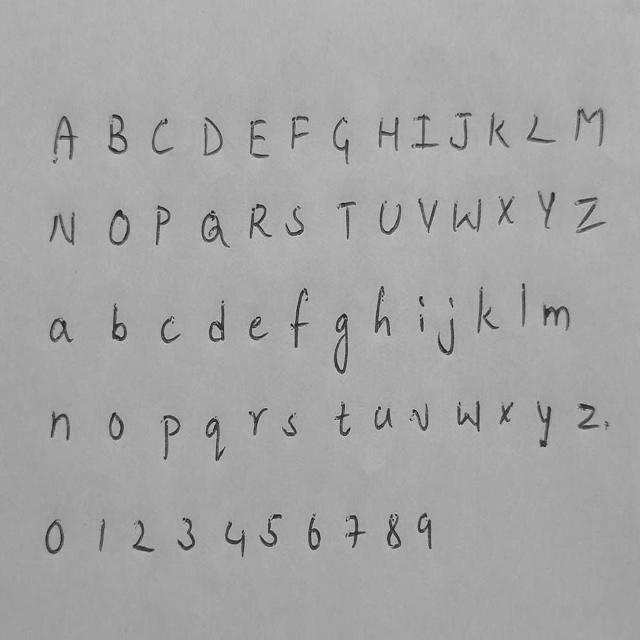 A B C D E F G H I J K L M
N O P Q R S T U V W X Y Z
a b c d e f g h i j k l m
n o p q r s t u v w x y z.
0 1 2 3 4 5 6 7 8 9